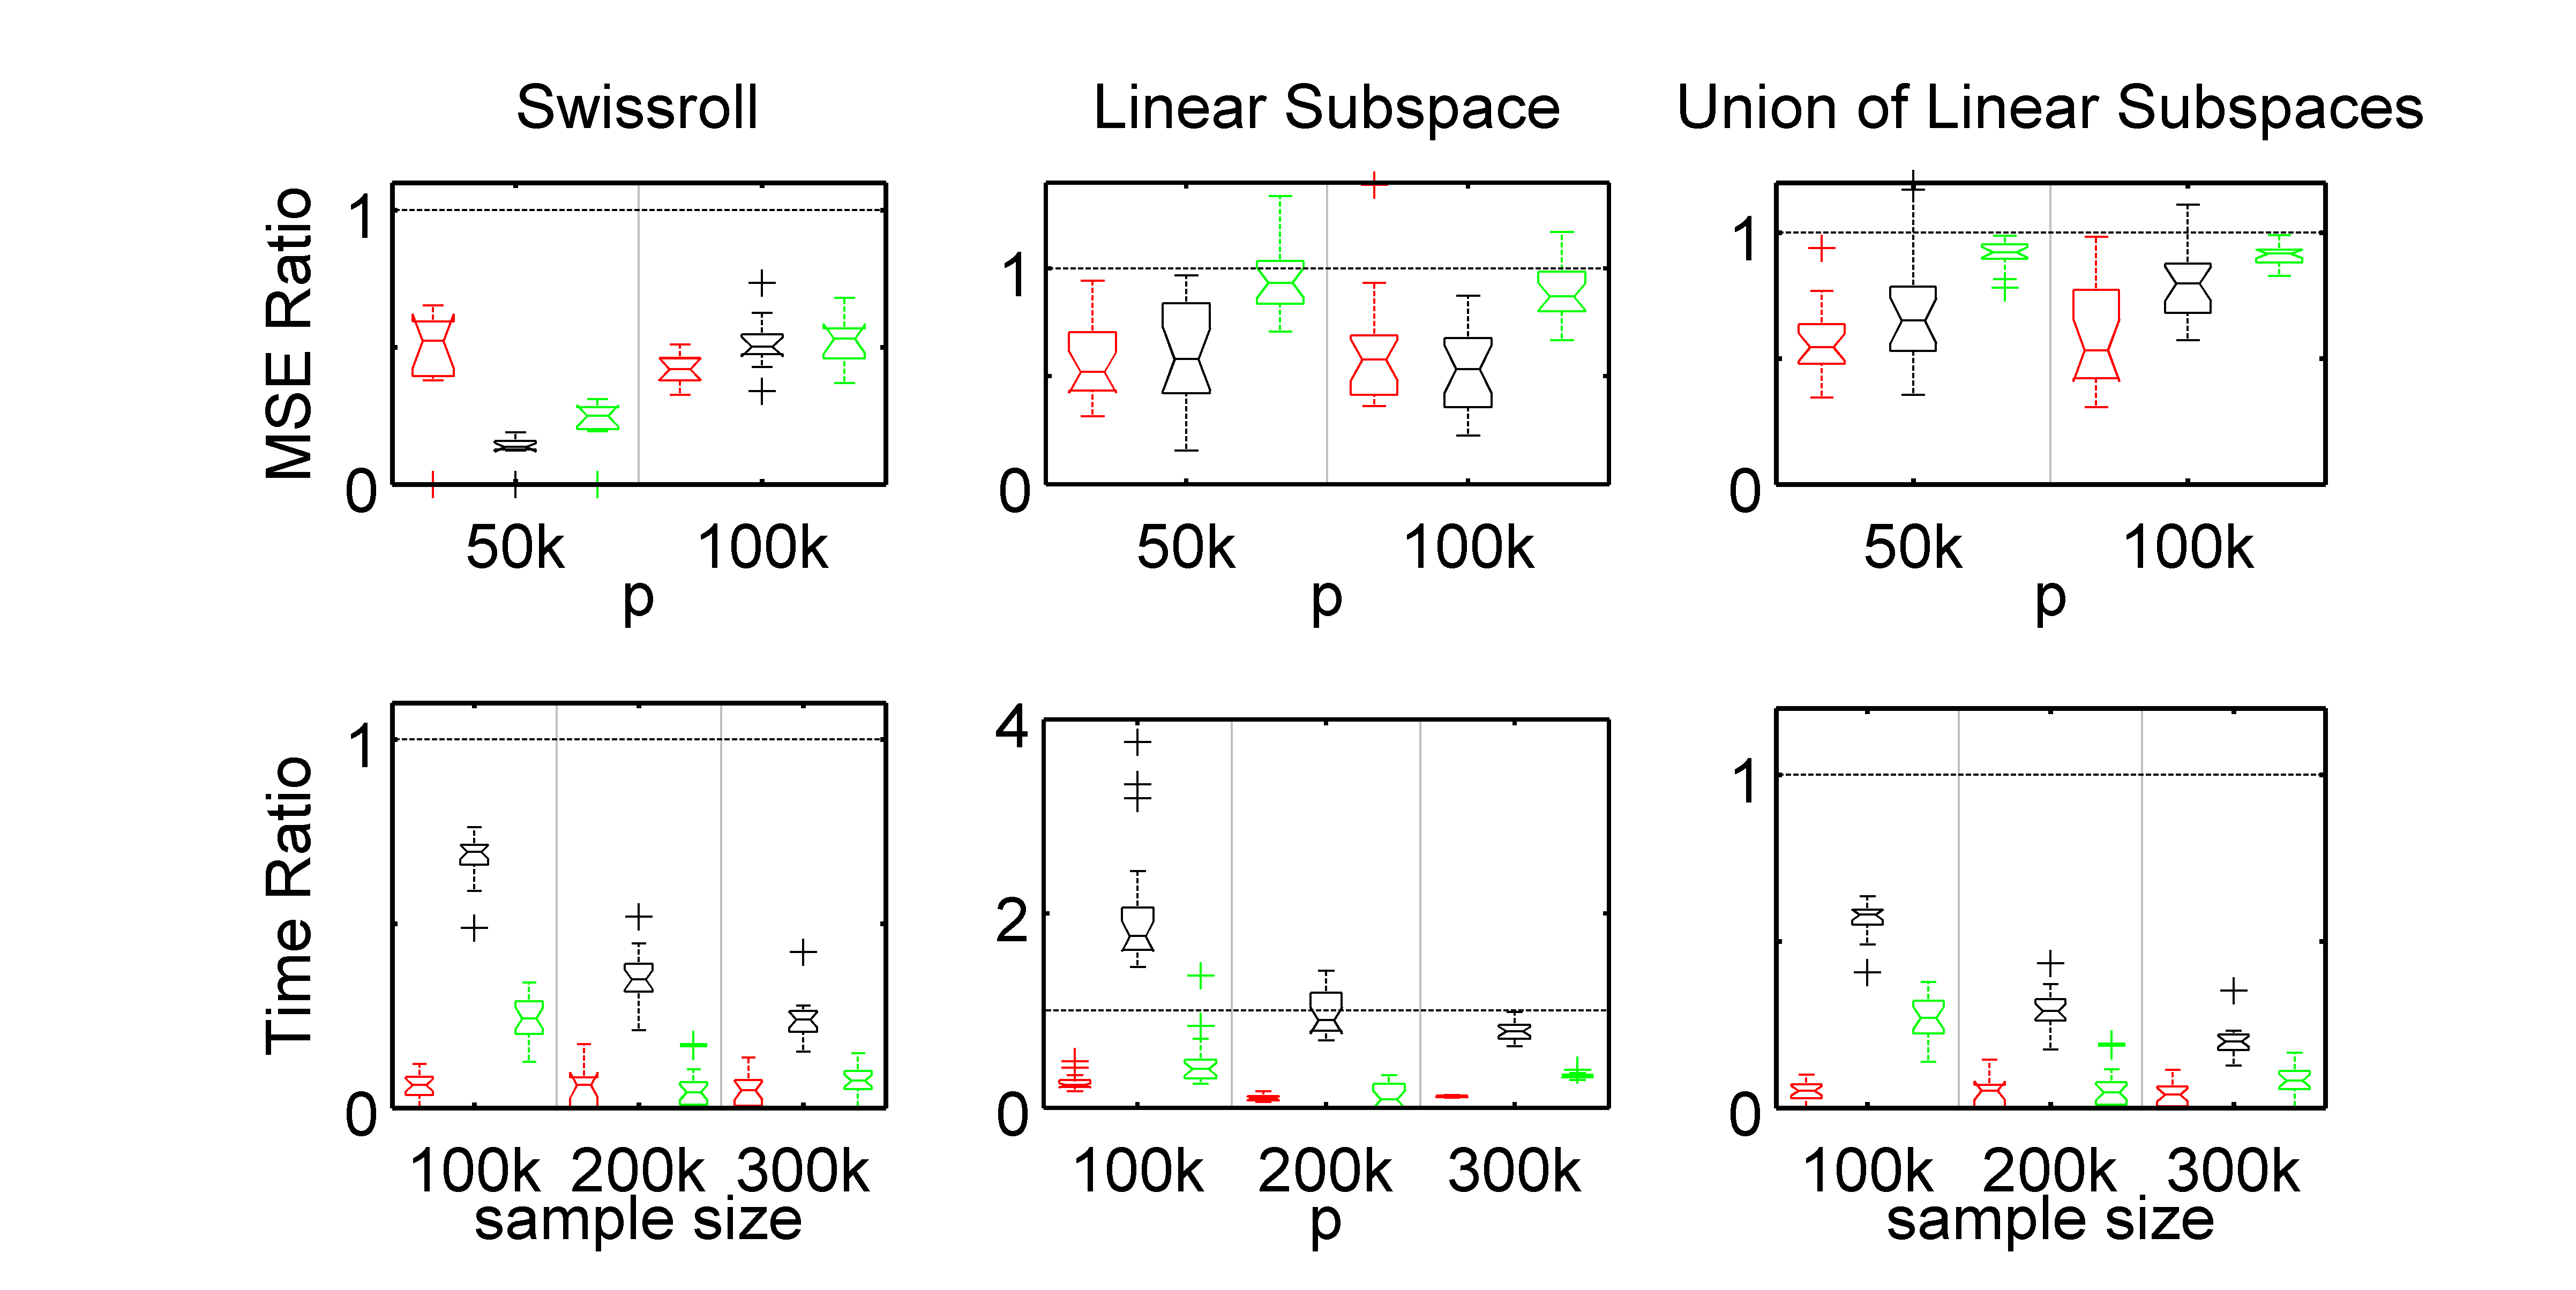 Swissroll
Linear Subspace
Union of Linear Subspaces
MSE Ratio
1
0
50k 100k
p
1
0
50k 100k
p
1
0
50k 100k
p
Time Ratio
1
0
100k 200k 300k
sample size
4
2
0
100k 200k 300k
p
1
0
100k 200k 300k
sample size